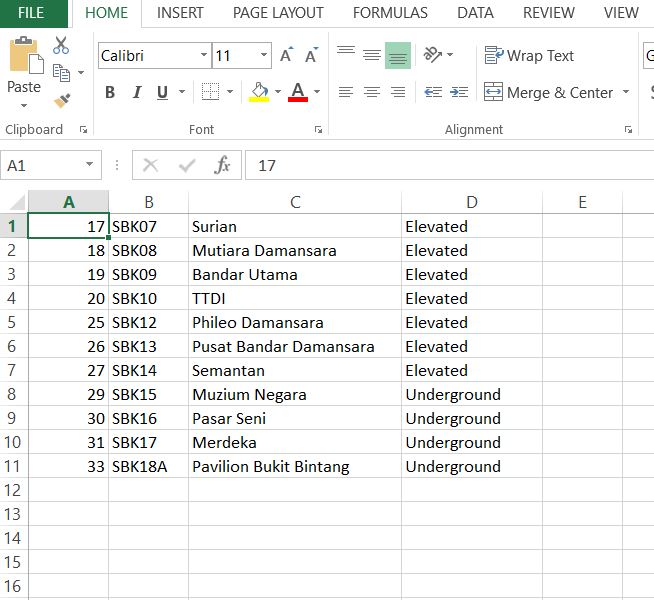 FILE HOME INSERT PAGE LAYOUT FORMULAS DATA REVIEW VIEW
Calibri 11 A A Wrap Text
Paste B I U A Merge & Center
Clipboard Font Alignment
A1 fx 17
A B C D E
1 17 SBK07 Surian Elevated
2 18 SBK08 Mutiara Damansara Elevated
3 19 SBK09 Bandar Utama Elevated
4 20 SBK10 TTDI Elevated
5 25 SBK12 Phileo Damansara Elevated
6 26 SBK13 Pusat Bandar Damansara Elevated
7 27 SBK14 Semantan Elevated
8 29 SBK15 Muzium Negara Underground
9 30 SBK16 Pasar Seni Underground
10 31 SBK17 Merdeka Underground
11 33 SBK18A Pavilion Bukit Bintang Underground
12
13
14
15
16